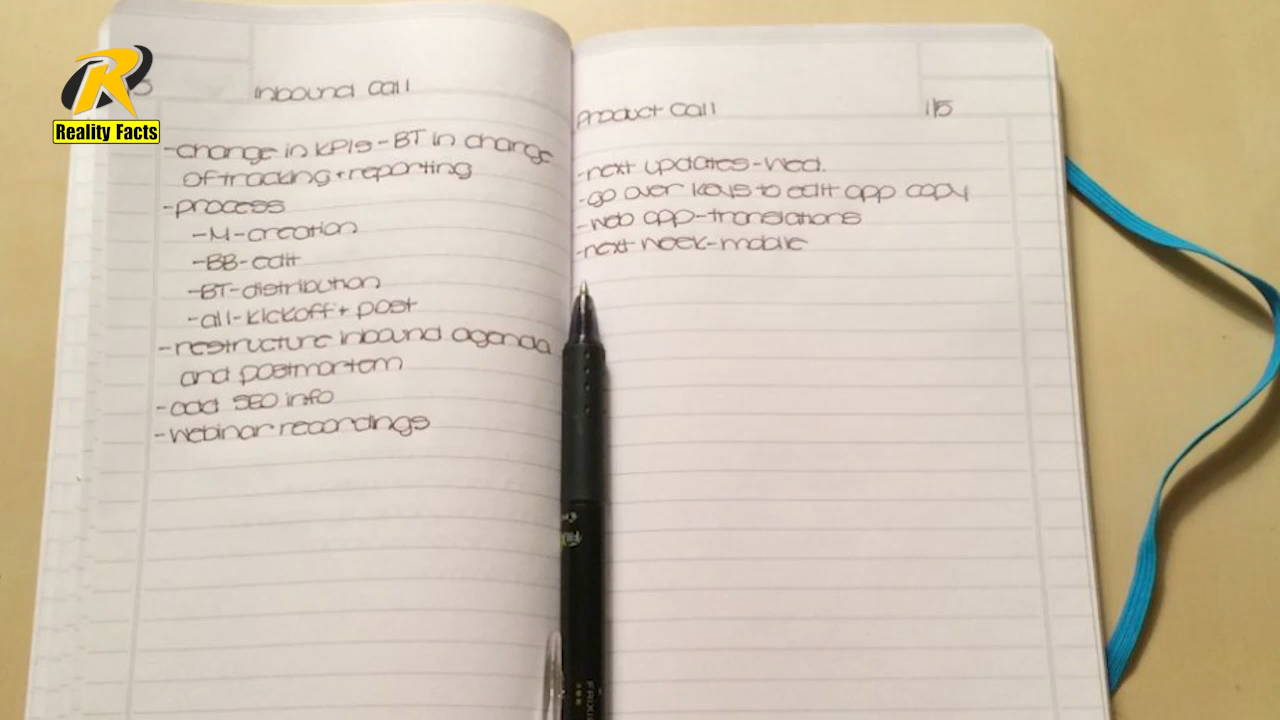 Reality Facts
Inbound Call
-change in KPIs-BT in charge
of tracking + reporting
-process
-M-creation
-BB-edit
-BT-distribution
-all-kickoff + post
-restructure inbound agenda
and postmortem
-add SEO info
-webinar recordings
Product Call 1/5
-next updates-Wed.
-go over keys to edit app copy
-web app-translations
-next week-mobile